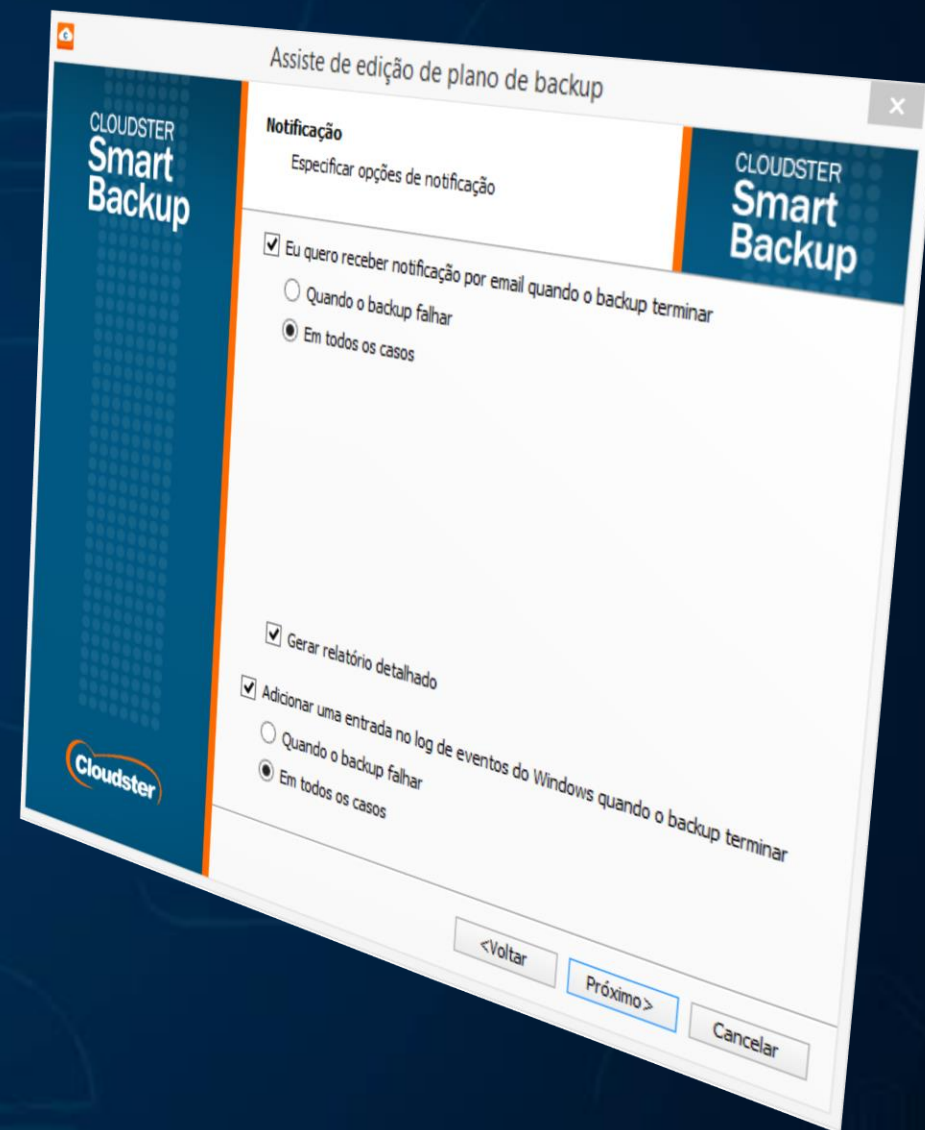 Assiste de edição de plano de backup
CLOUDSTER
Smart
Backup
Notificação
Especificar opções de notificação
CLOUDSTER
Smart
Backup
Eu quero receber notificação por email quando o backup terminar
Quando o backup falhar
Em todos os casos
Gerar relatório detalhado
Adicionar uma entrada no log de eventos do Windows quando o backup terminar
Quando o backup falhar
Em todos os casos
Cloudster
<Voltar
Próximo>
Cancelar